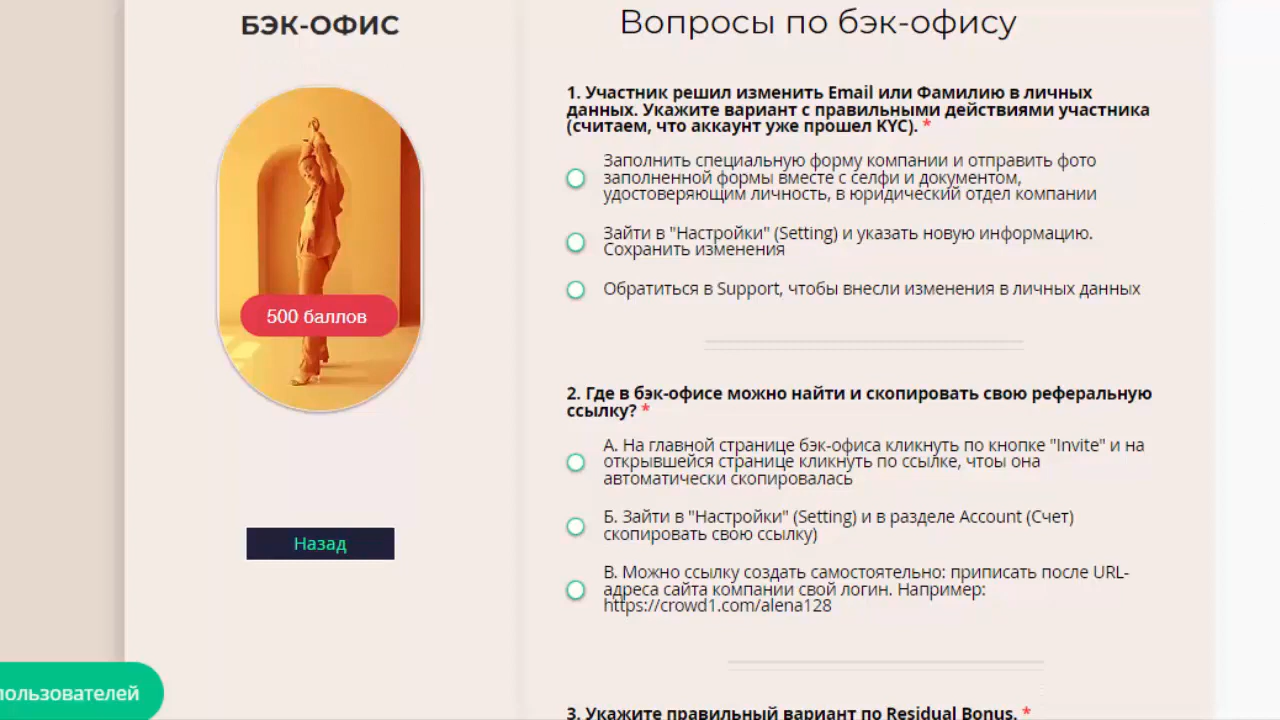 БЭК-ОФИС
500 баллов
Назад
пользователей
Вопросы по бэк-офису
1. Участник решил изменить Email или Фамилию в личных
данных. Укажите вариант с правильными действиями участника
(считаем, что аккаунт уже прошел KYC). *
Заполнить специальную форму компании и отправить фото
заполненной формы вместе с селфи и документом,
удостоверяющим личность, в юридический отдел компании
Зайти в "Настройки" (Setting) и указать новую информацию.
Сохранить изменения
Обратиться в Support, чтобы внесли изменения в личных данных
2. Где в бэк-офисе можно найти и скопировать свою реферальную
ссылку? *
А. На главной странице бэк-офиса кликнуть по кнопке "Invite" и на
открывшейся странице кликнуть по ссылке, чтоы она
автоматически скопировалась
Б. Зайти в "Настройки" (Setting) и в разделе Account (Счет)
скопировать свою ссылку)
В. Можно ссылку создать самостоятельно: приписать после URL-
адреса сайта компании свой логин. Например:
https://crowd1.com/alena128
3. Укажите правильный вариант по Residual Bonus. *